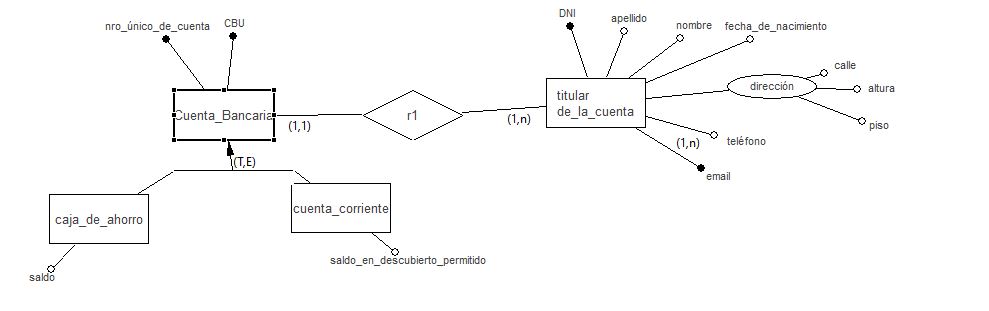 DNI
apellido
nombre
fecha_de_nacimiento
nro_único_de_cuenta
CBU
calle
dirección
altura
piso
Cuenta_Bancaria
(1,1)
r1
(1,n)
titular
de_la_cuenta
(1,n)
teléfono
email
(T,E)
caja_de_ahorro
cuenta_corriente
saldo
saldo_en_descubierto_permitido